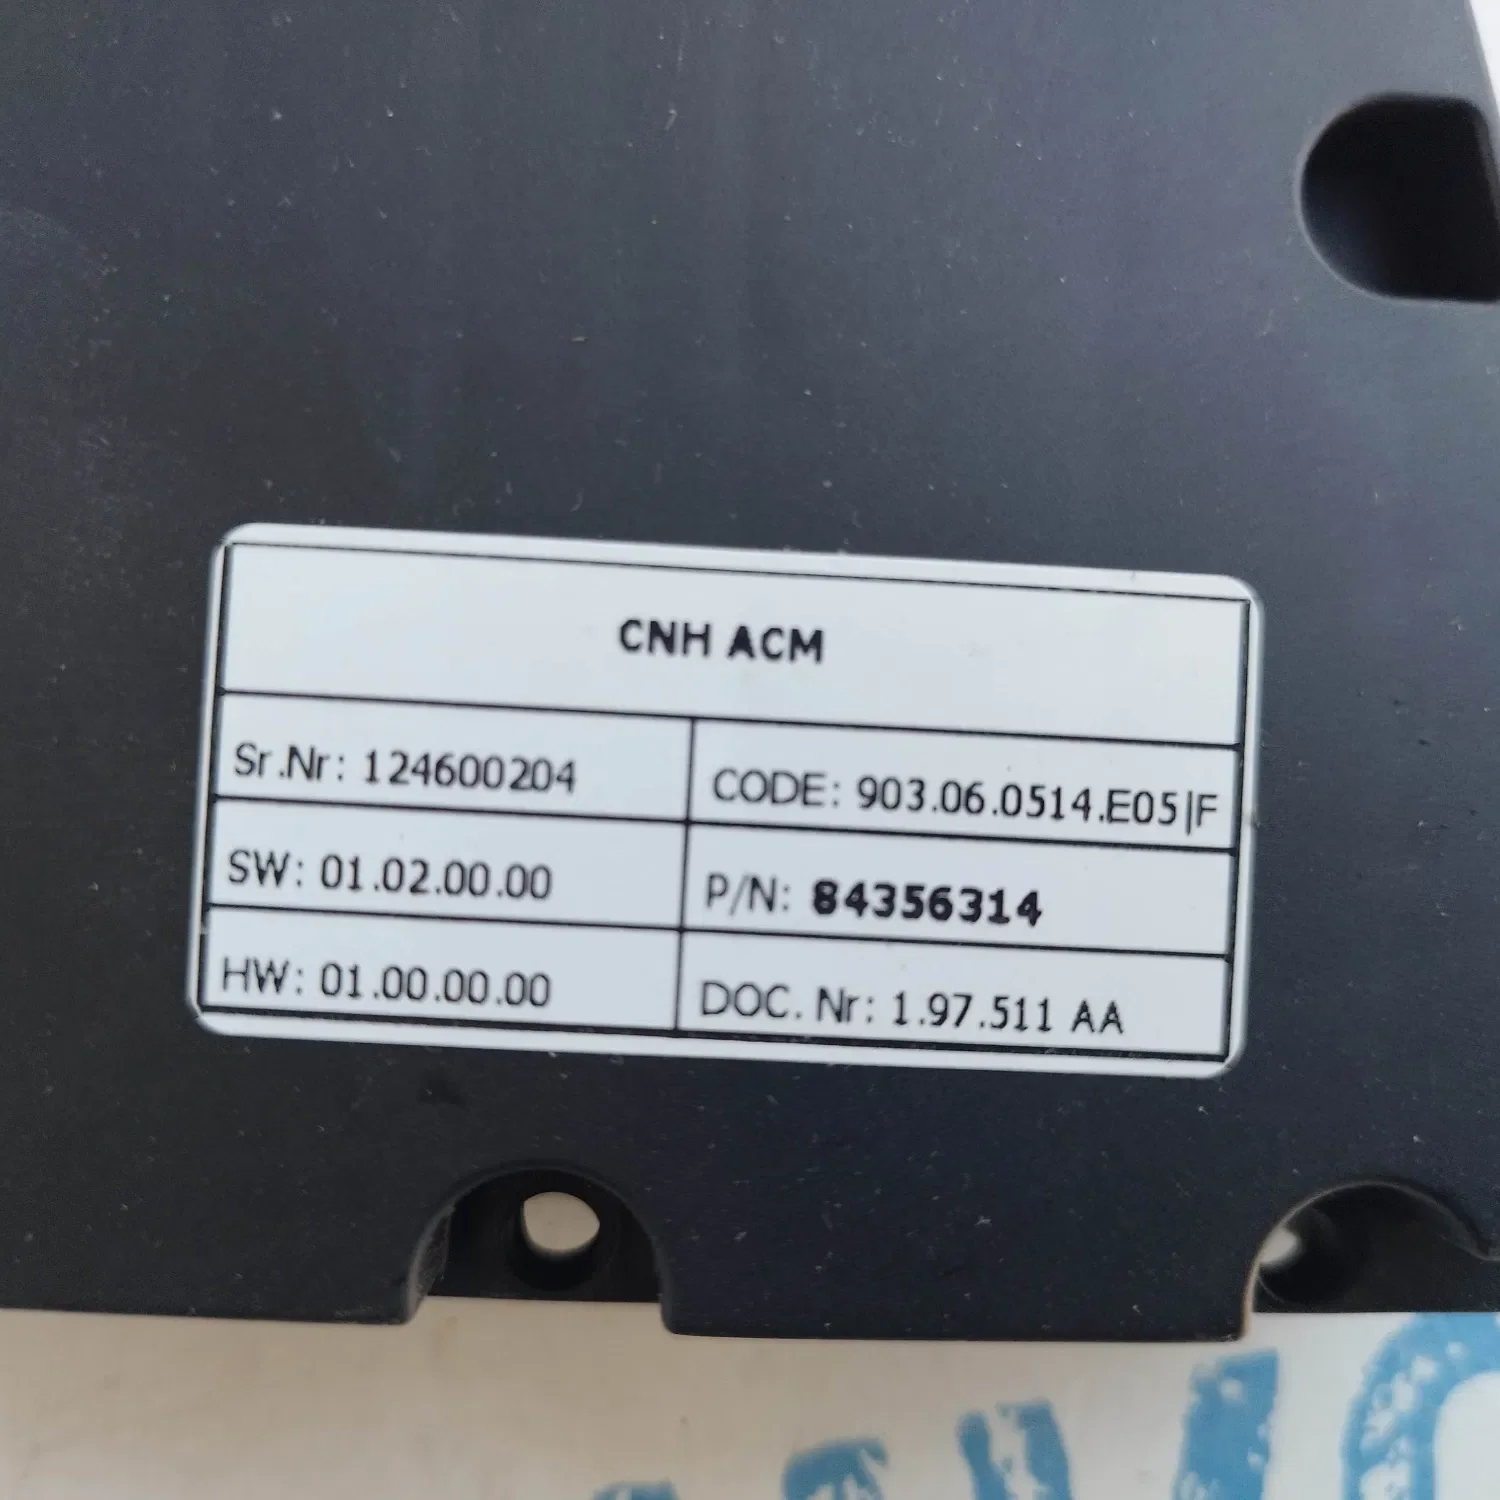 CNH ACM
Sr.Nr: 124600204
CODE: 903.06.0514.E05|F
SW: 01.02.00.00
P/N: 84356314
HW: 01.00.00.00
DOC. Nr: 1.97.511 AA